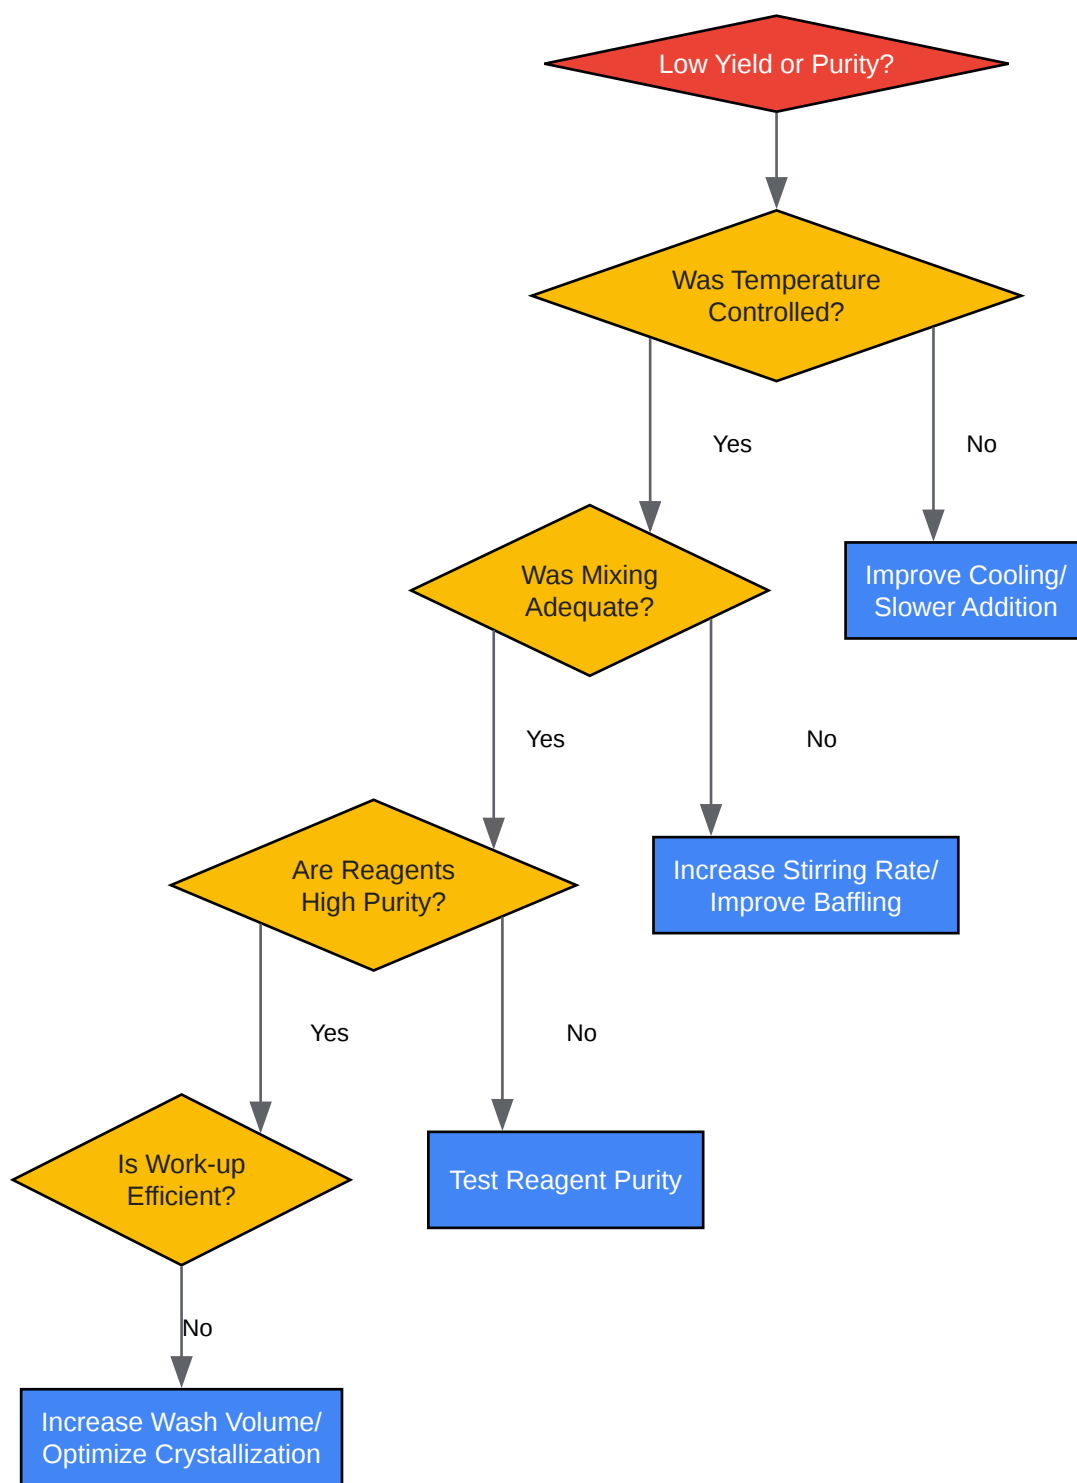 Low Yield or Purity?
Was Temperature
Controlled?
Yes
No
Was Mixing
Adequate?
Improve Cooling/
Slower Addition
Yes
No
Are Reagents
High Purity?
Increase Stirring Rate/
Improve Baffling
Yes
No
Is Work-up
Efficient?
Test Reagent Purity
No
Increase Wash Volume/
Optimize Crystallization